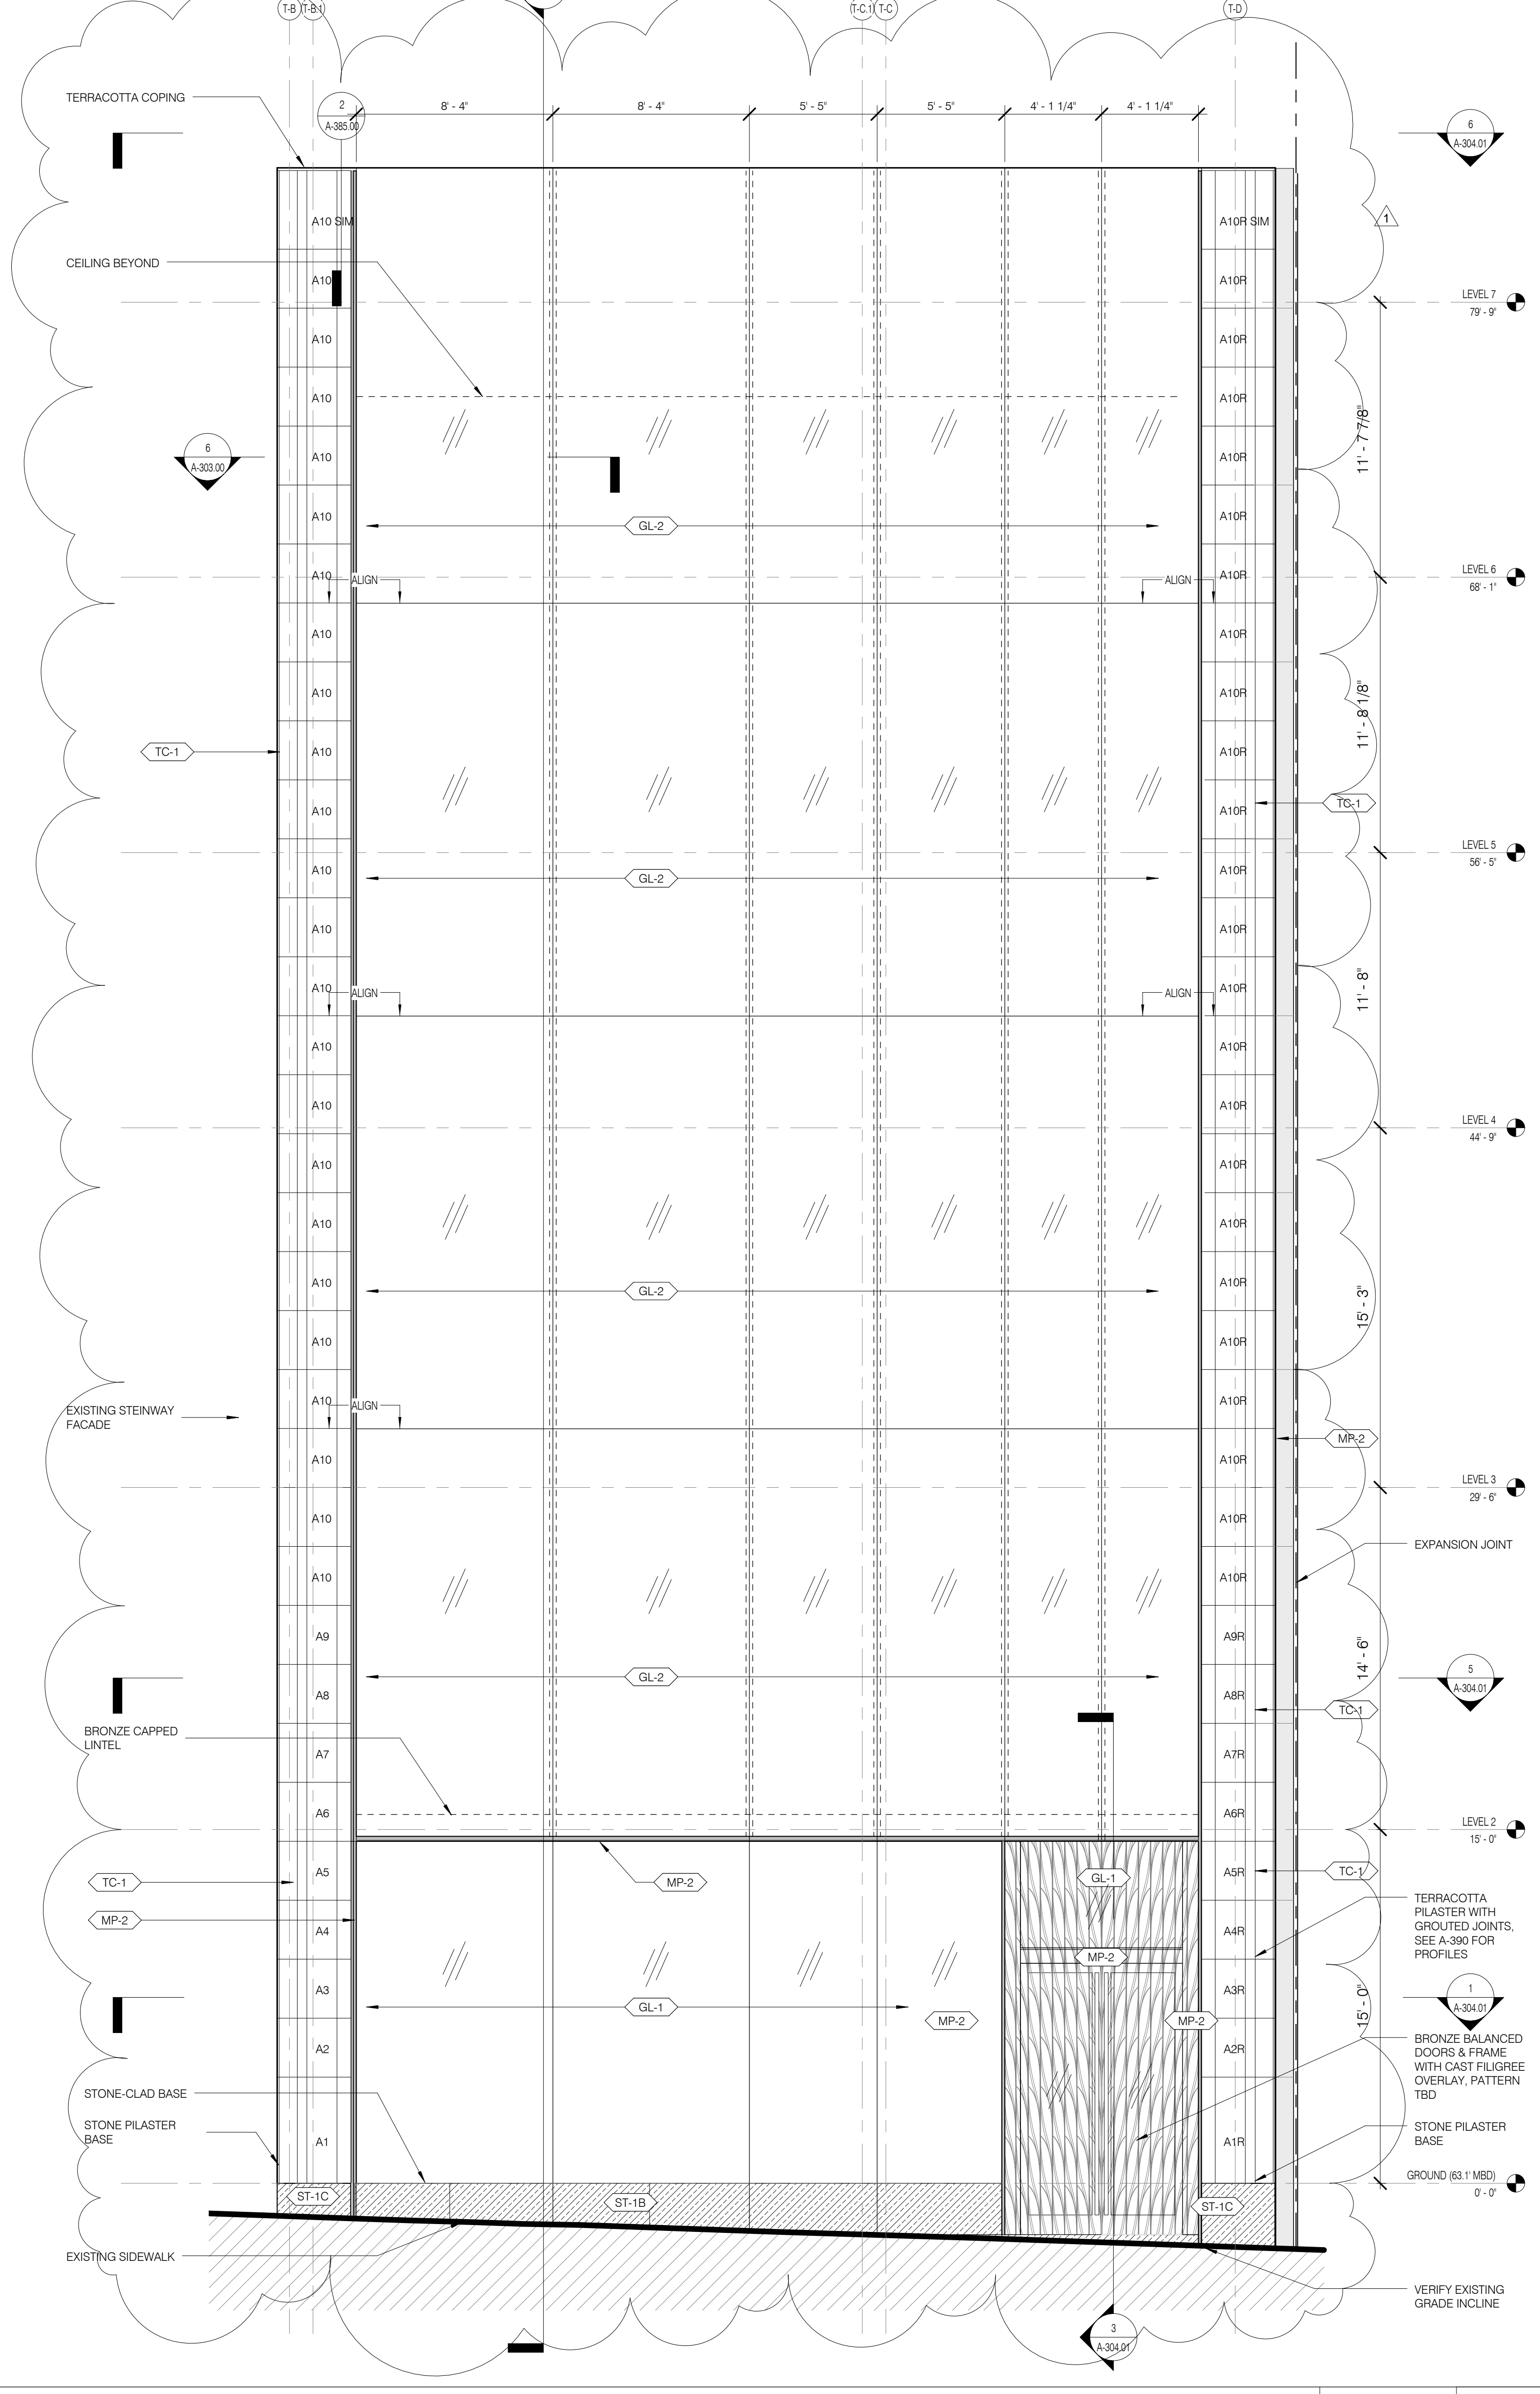 T-B
T-B.1
T-C.1
T-C
T-D
TERRACOTTA COPING
2
A-385.00
8' - 4"
8' - 4"
5' - 5"
5' - 5"
4' - 1 1/4"
4' - 1 1/4"
6
A-304.01
A10 SIM
A10R SIM
1
CEILING BEYOND
A10
A10R
LEVEL 7
79' - 9"
A10
A10R
A10
A10R
11' - 7 7/8"
6
A-303.00
A10
A10R
A10
A10R
GL-2
A10
ALIGN
ALIGN
A10R
LEVEL 6
68' - 1"
A10
A10R
A10
A10R
11' - 8 1/8"
TC-1
A10
A10R
A10
A10R
TC-1
LEVEL 5
56' - 5"
A10
GL-2
A10R
A10
A10R
A10
ALIGN
ALIGN
A10R
11' - 8"
A10
A10R
A10
A10R
LEVEL 4
44' - 9"
A10
A10R
A10
A10R
A10
GL-2
A10R
15' - 3"
A10
A10R
EXISTING STEINWAY
FACADE
A10
ALIGN
A10R
MP-2
A10
A10R
LEVEL 3
29' - 6"
A10
A10R
EXPANSION JOINT
A10
A10R
A9
A9R
14' - 6"
GL-2
5
A-304.01
A8
A8R
TC-1
BRONZE CAPPED
LINTEL
A7
A7R
A6
A6R
LEVEL 2
15' - 0"
TC-1
A5
MP-2
GL-1
A5R
TC-1
MP-2
A4
A4R
TERRACOTTA
PILASTER WITH
GROUTED JOINTS,
SEE A-390 FOR
PROFILES
MP-2
A3
A3R
GL-1
MP-2
MP-2
15' - 0"
1
A-304.01
A2
A2R
BRONZE BALANCED
DOORS & FRAME
WITH CAST FILIGREE
OVERLAY, PATTERN
TBD
STONE-CLAD BASE
STONE PILASTER
BASE
A1
A1R
STONE PILASTER
BASE
GROUND (63.1' MBD)
0' - 0"
ST-1C
ST-1B
ST-1C
EXISTING SIDEWALK
VERIFY EXISTING
GRADE INCLINE
3
A-304.01